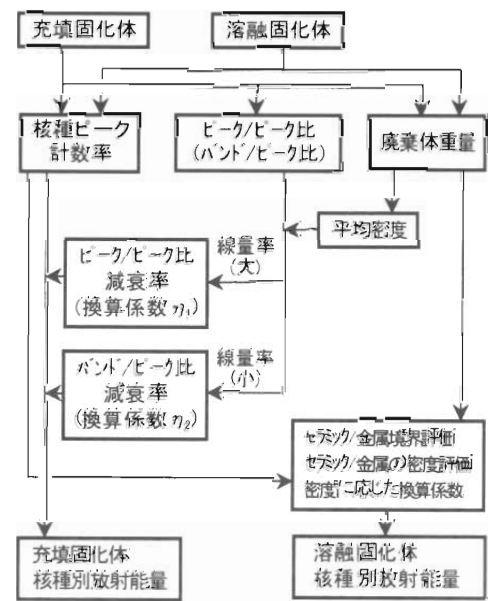 充填固化体
溶融固化体
核種ピーク
計数率
ピーク/ピーク比
(バンド/ピーク比)
廃棄体重量
平均密度
ピーク/ピーク比
減衰率
(換算係数 η₁)
線量率
(大)
バンド/ピーク比
減衰率
(換算係数 η₂)
線量率
(小)
セラミック/金属境界評価
セラミック/金属の密度評価
密度に応じた換算係数
充填固化体
核種別放射能量
溶融固化体
核種別放射能量